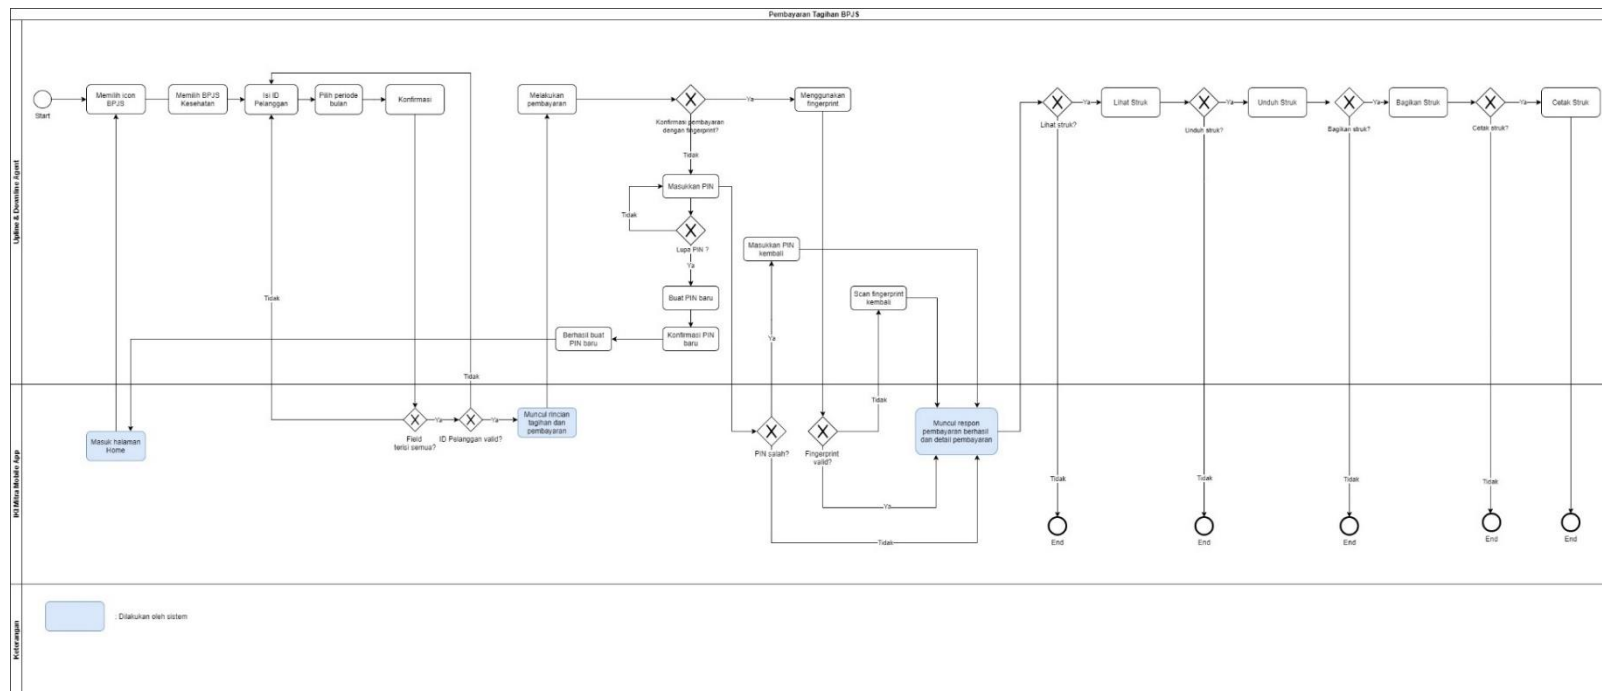 Pembayaran Tagihan BPJS
Upline & Downline Agent
Start
Memilih icon
BPJS
Memilih BPJS
Kesehatan
Isi ID
Pelanggan
Pilih periode
bulan
Konfirmasi
Melakukan
pembayaran
Konfirmasi pembayaran
dengan fingerprint?
Ya
Menggunakan
fingerprint
Tidak
Masukkan PIN
Tidak
Lupa PIN ?
Ya
Buat PIN baru
Konfirmasi PIN
baru
Berhasil buat
PIN baru
Masukkan PIN
kembali
Scan fingerprint
kembali
Ya
Tidak
Tidak
Tidak
Lihat struk?
Ya
Lihat Struk
Unduh struk?
Ya
Unduh Struk
Bagikan struk?
Ya
Bagikan Struk
Cetak struk?
Ya
Cetak Struk
Masuk halaman
Home
Field
terisi semua?
Ya
ID Pelanggan valid?
Ya
Muncul rincian
tagihan dan
pembayaran
PIN salah?
Fingerprint
valid?
Muncul respon
pembayaran berhasil
dan detail pembayaran
Ya
Tidak
Tidak
Tidak
Tidak
Tidak
End
End
End
End
End
Keterangan
: Dilakukan oleh sistem